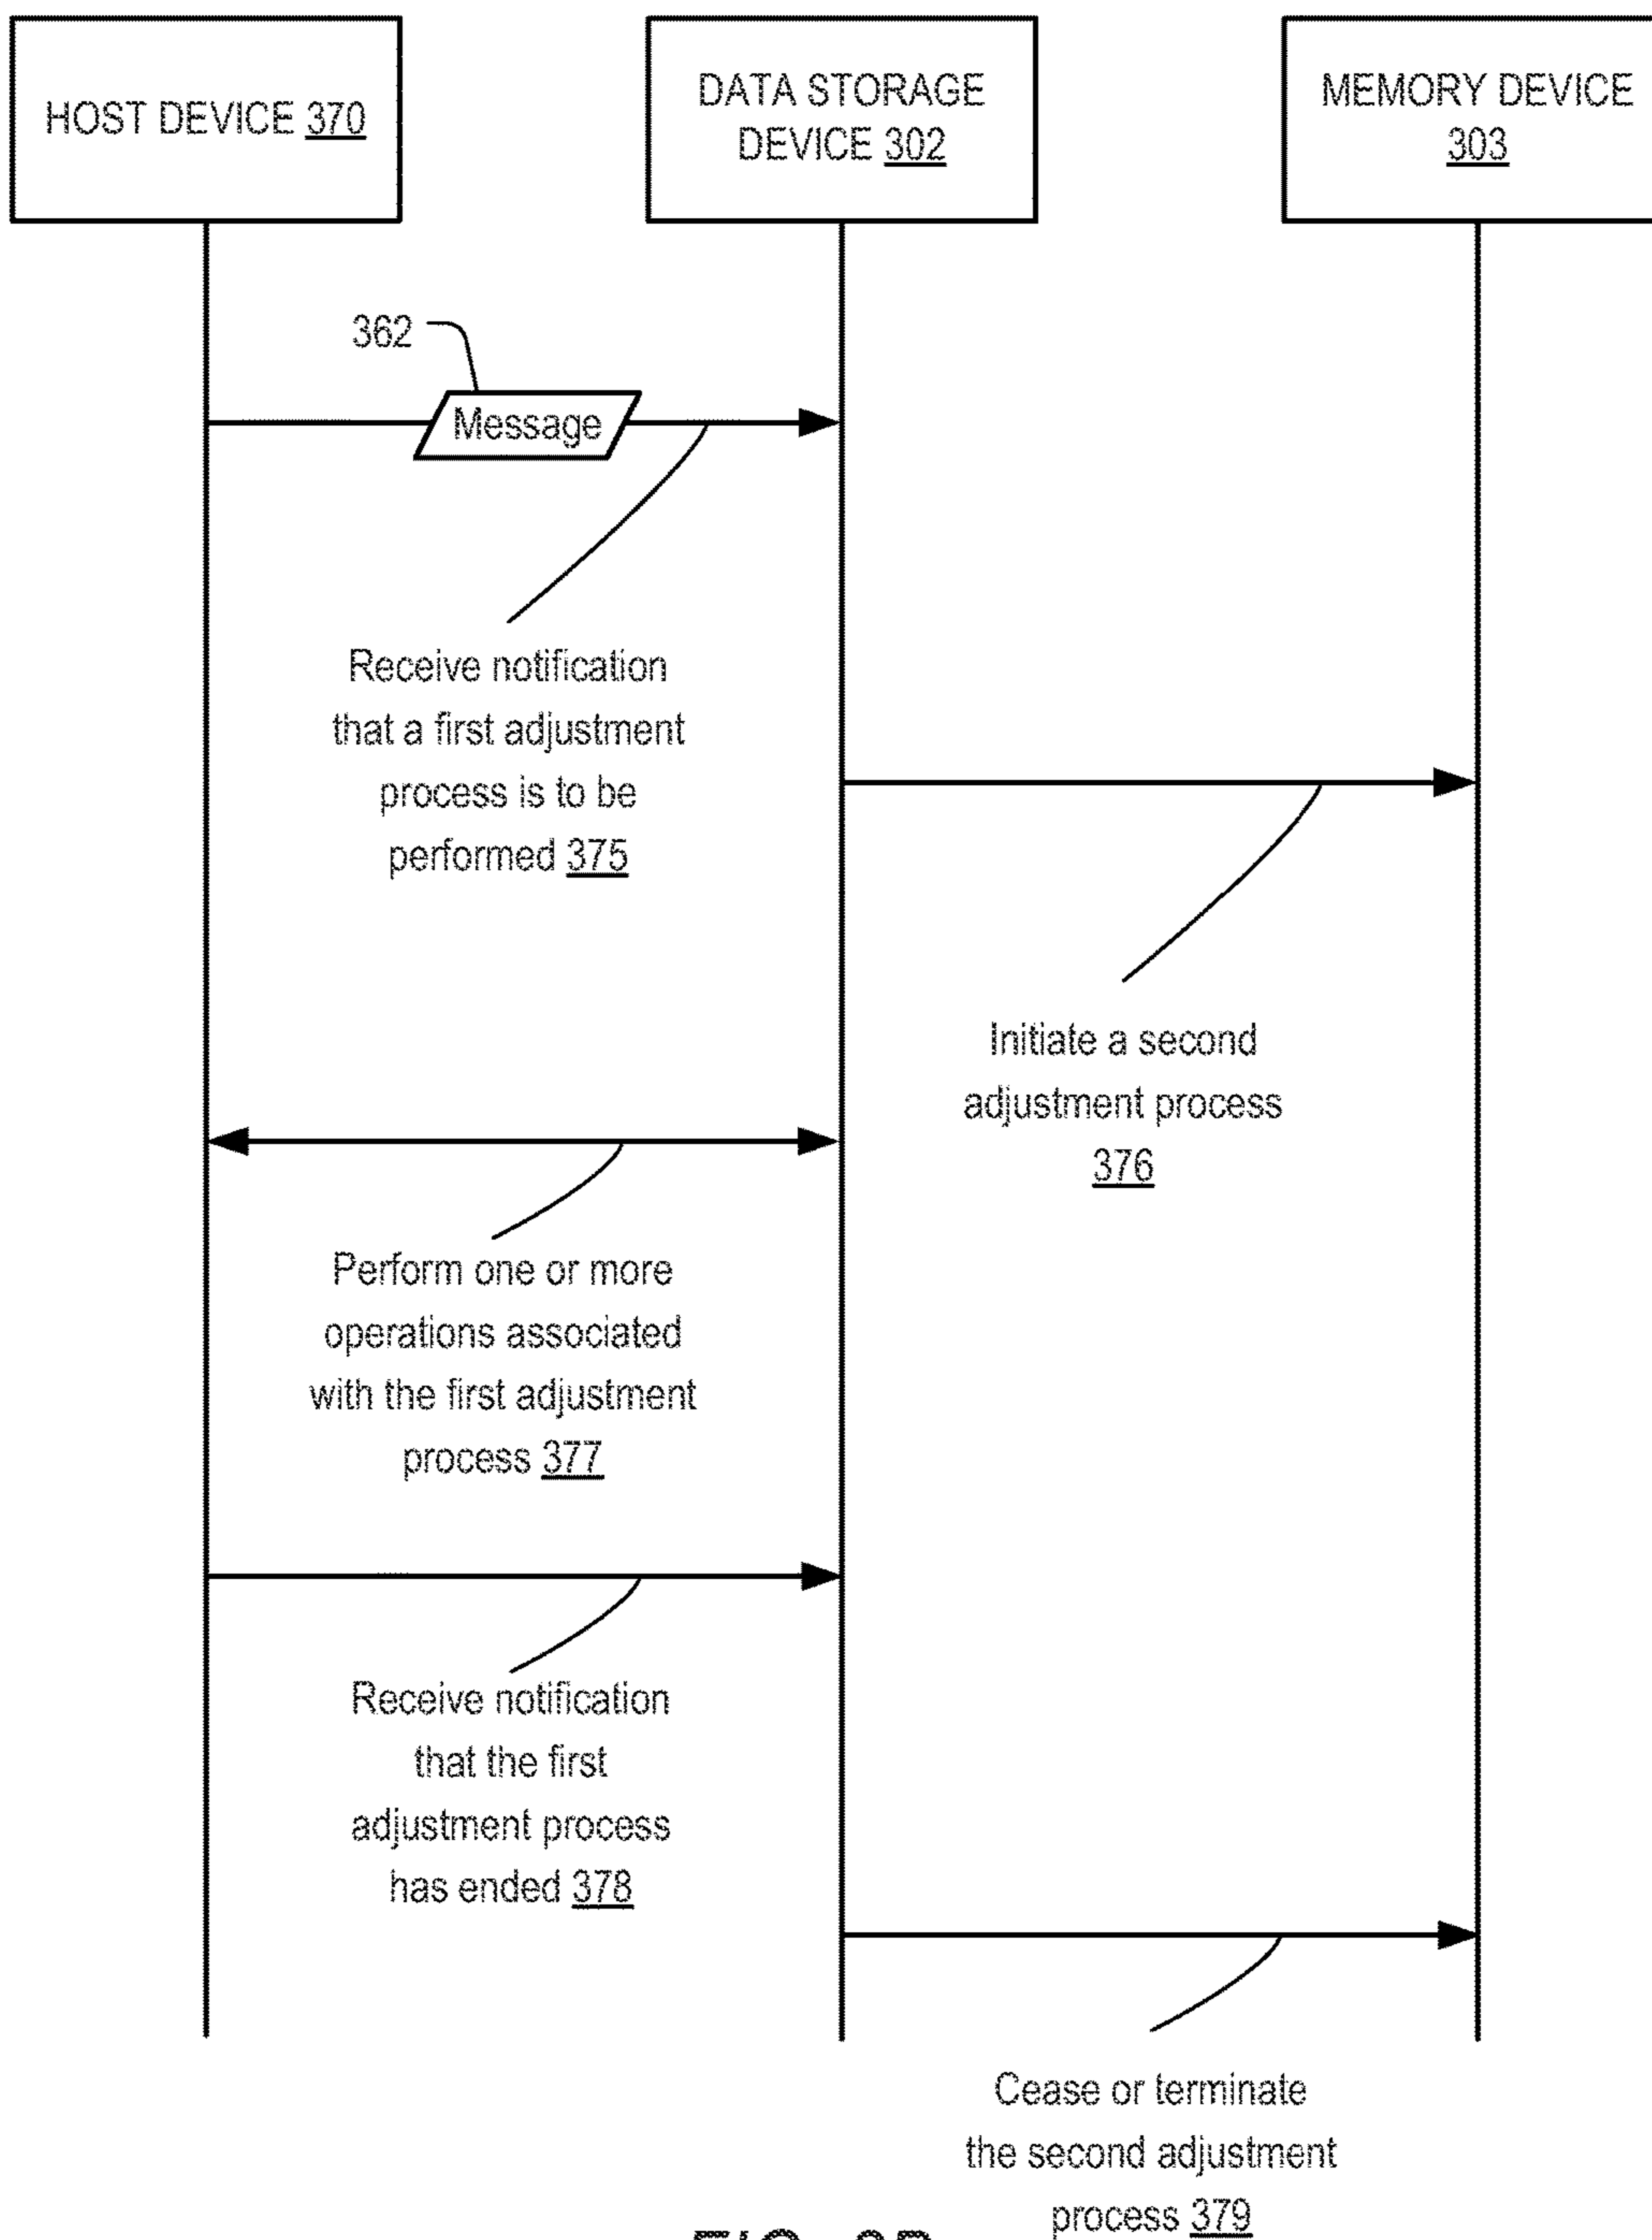 HOST DEVICE 370
DATA STORAGE
DEVICE 302
MEMORY DEVICE
303
362
Message
Receive notification
that a first adjustment
process is to be
performed 375
Initiate a second
adjustment process
376
Perform one or more
operations associated
with the first adjustment
process 377
Receive notification
that the first
adjustment process
has ended 378
Cease or terminate
the second adjustment
process 379